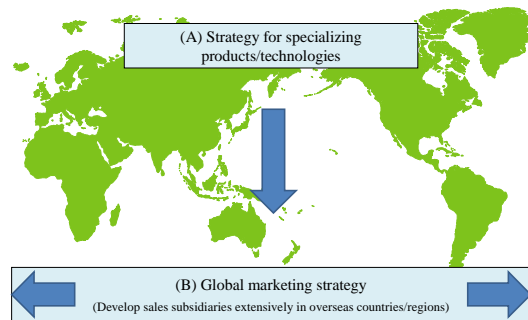 (A) Strategy for specializing
products/technologies
(B) Global marketing strategy
(Develop sales subsidiaries extensively in overseas countries/regions)